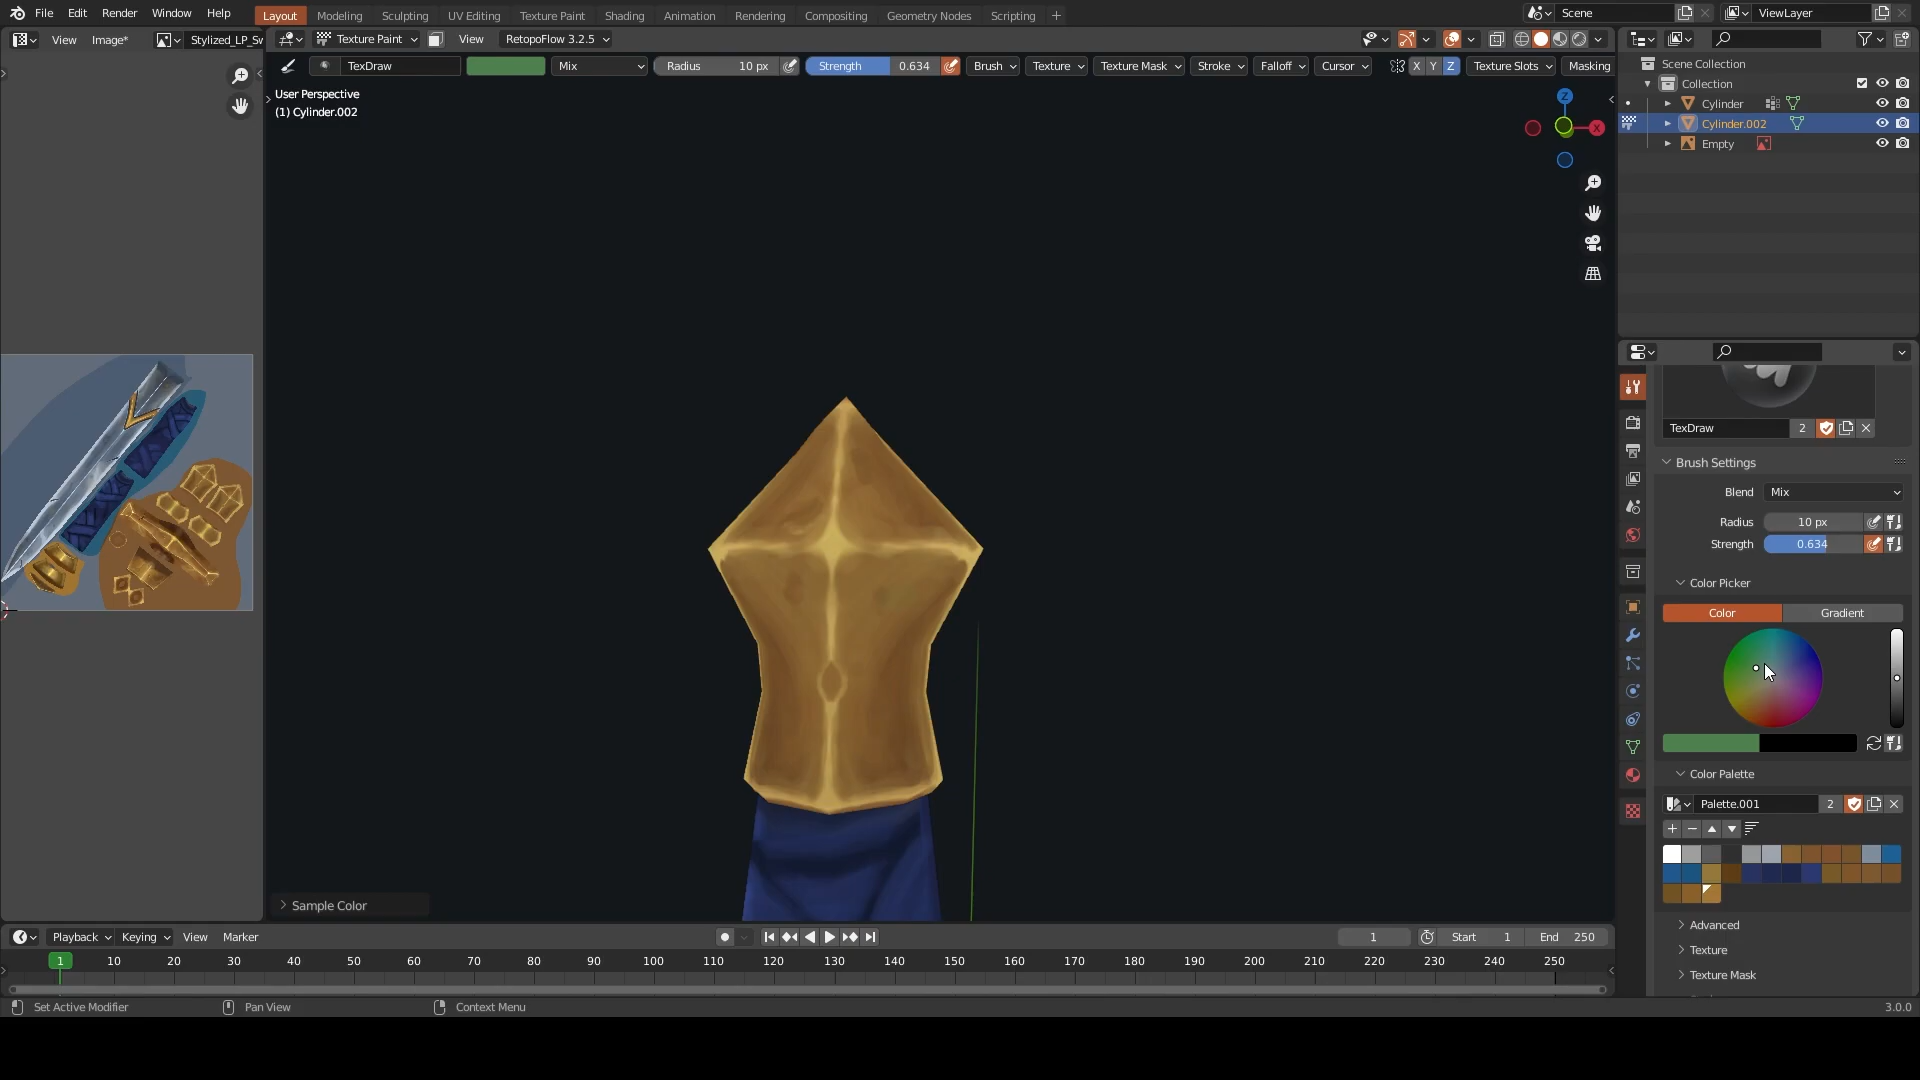 File Edit Render Window Help
Layout Modeling Sculpting UV Editing Texture Paint Shading Animation Rendering Compositing Geometry Nodes Scripting
Scene
ViewLayer
View Image* Stylized_LP_Sw
Texture Paint View RetopoFlow 3.2.5
TexDraw Mix Radius 10 px Strength 0.634 Brush Texture Texture Mask Stroke Falloff Cursor X Y Z Texture Slots Masking
User Perspective
(1) Cylinder.002
Z
X
Scene Collection
Collection
Cylinder
Cylinder.002
Empty
TexDraw 2
Brush Settings
Blend Mix
Radius 10 px
Strength 0.634
Color Picker
Color Gradient
Color Palette
Palette.001 2
Advanced
Texture
Texture Mask
Sample Color
Playback Keying View Marker
1 Start 1 End 250
1 10 20 30 40 50 60 70 80 90 100 110 120 130 140 150 160 170 180 190 200 210 220 230 240 250
Set Active Modifier Pan View Context Menu
3.0.0